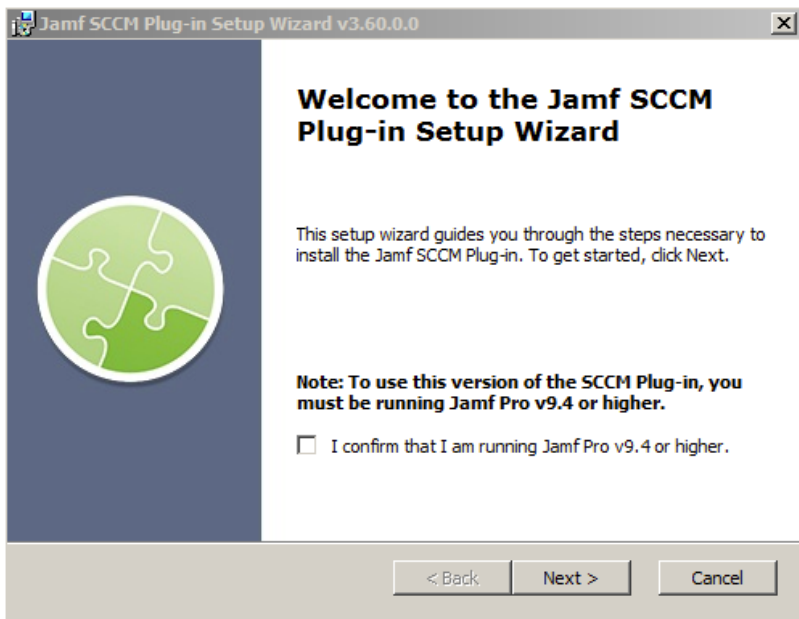 Jamf SCCM Plug-in Setup Wizard v3.60.0.0
Welcome to the Jamf SCCM
Plug-in Setup Wizard
This setup wizard guides you through the steps necessary to
install the Jamf SCCM Plug-in. To get started, click Next.
Note: To use this version of the SCCM Plug-in, you
must be running Jamf Pro v9.4 or higher.
I confirm that I am running Jamf Pro v9.4 or higher.
< Back Next > Cancel